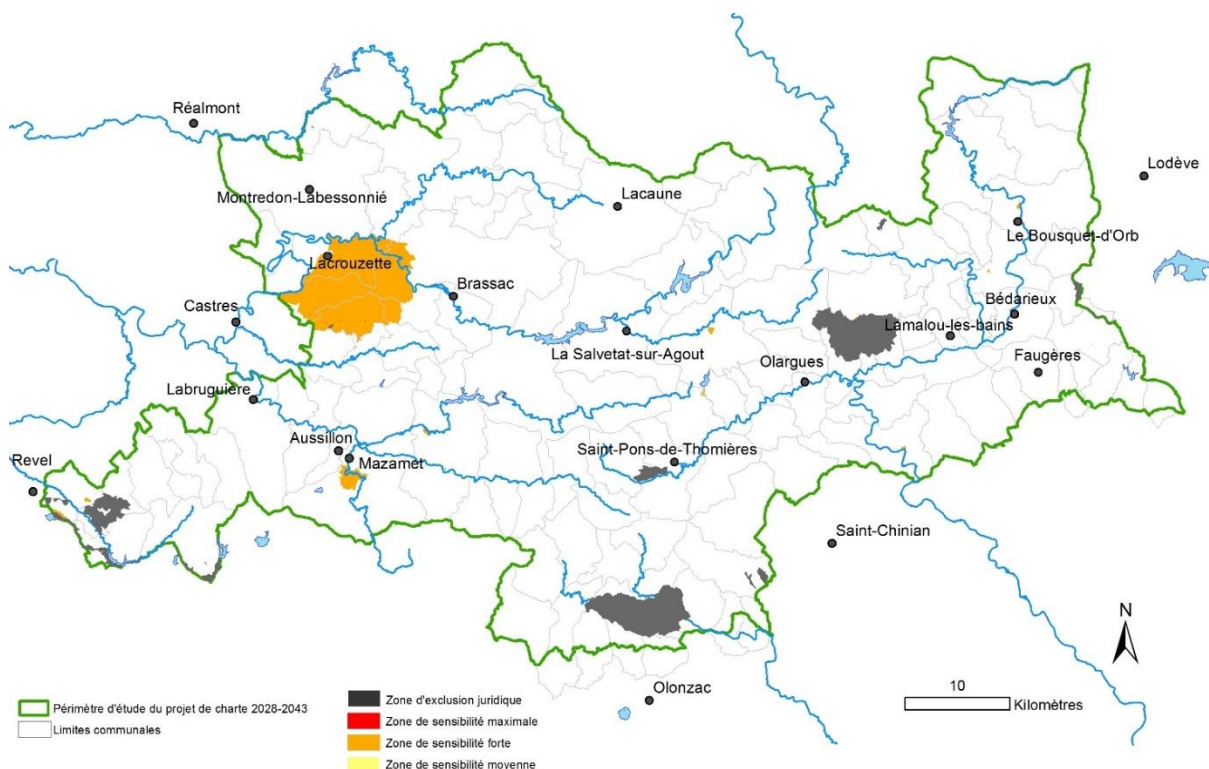 Réalmont
Lodève
Montredon-Labessonnié
Lacaune
Le Bousquet-d'Orb
Lacrouzette
Brassac
Castres
Bédarieux
Lamalou-les-bains
La Salvetat-sur-Agout
Olargues
Faugères
Labruguière
Aussillon
Mazamet
Saint-Pons-de-Thomières
Revel
Saint-Chinian
N
Olonzac
10
Kilomètres
Périmètre d'étude du projet de charte 2028-2043
Limites communales
Zone d'exclusion juridique
Zone de sensibilité maximale
Zone de sensibilité forte
Zone de sensibilité moyenne